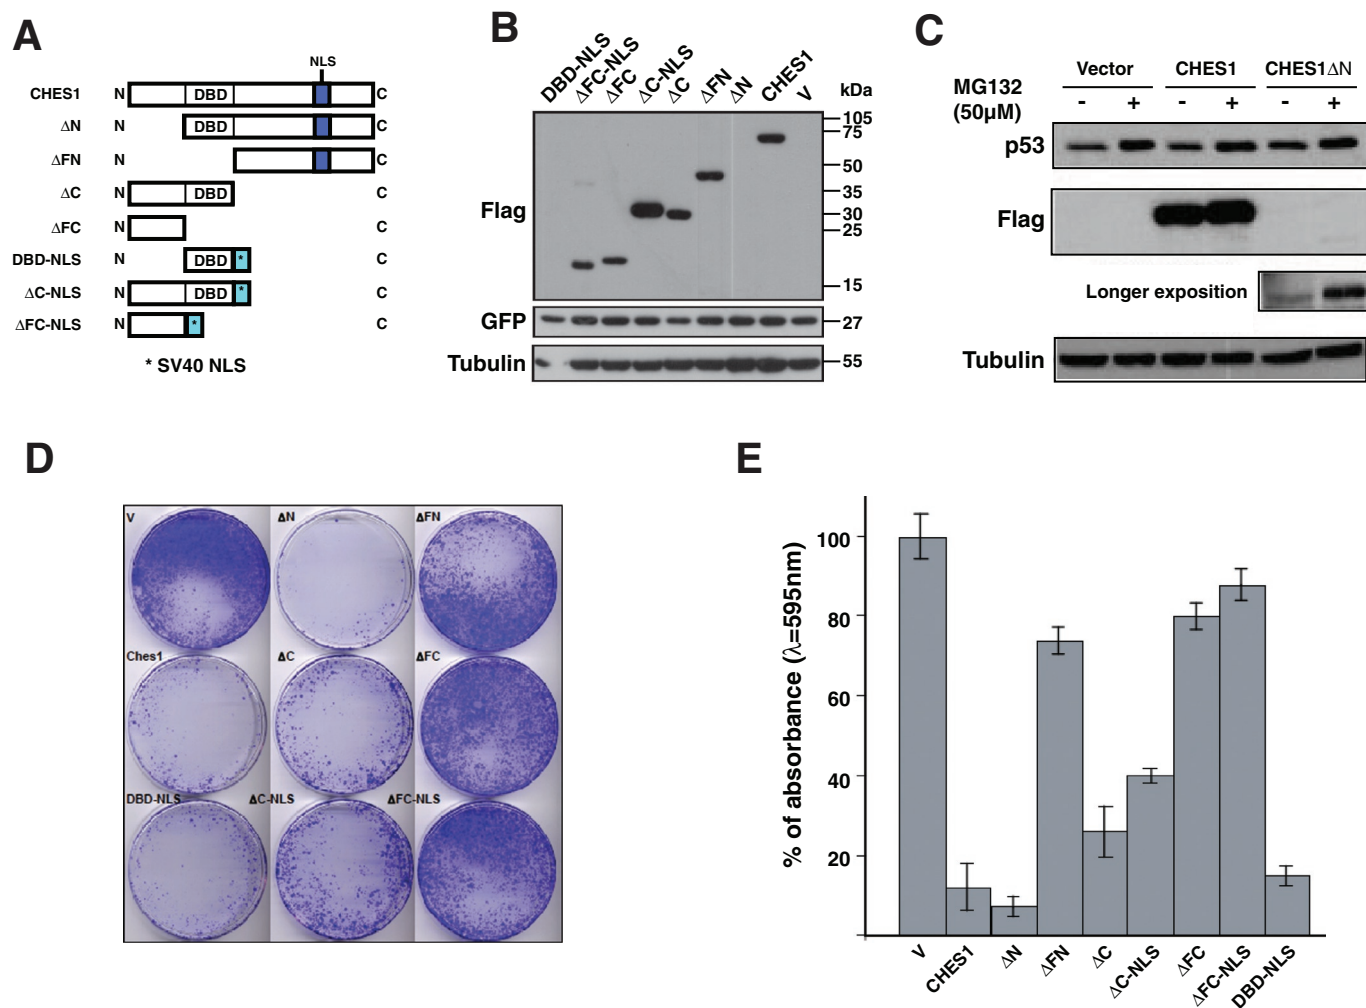 A
NLS
CHES1 N DBD C
ΔN N DBD C
ΔFN N C
ΔC N DBD C
ΔFC N C
DBD-NLS N DBD * C
ΔC-NLS N DBD * C
ΔFC-NLS N * C
* SV40 NLS
B
DBD-NLS ΔFC-NLS ΔFC ΔC-NLS ΔC ΔFN ΔN CHES1 V
kDa
105
75
50
35
Flag
30
25
15
GFP 27
Tubulin 55
C
Vector CHES1 CHES1ΔN
MG132 - + - + - +
(50µM)
p53
Flag
Longer exposition
Tubulin
D
V ΔN ΔFN
Ches1 ΔC ΔFC
DBD-NLS ΔC-NLS ΔFC-NLS
E
% of absorbance (λ=595nm)
100
80
60
40
20
V CHES1 ΔN ΔFN ΔC ΔC-NLS ΔFC ΔFC-NLS DBD-NLS